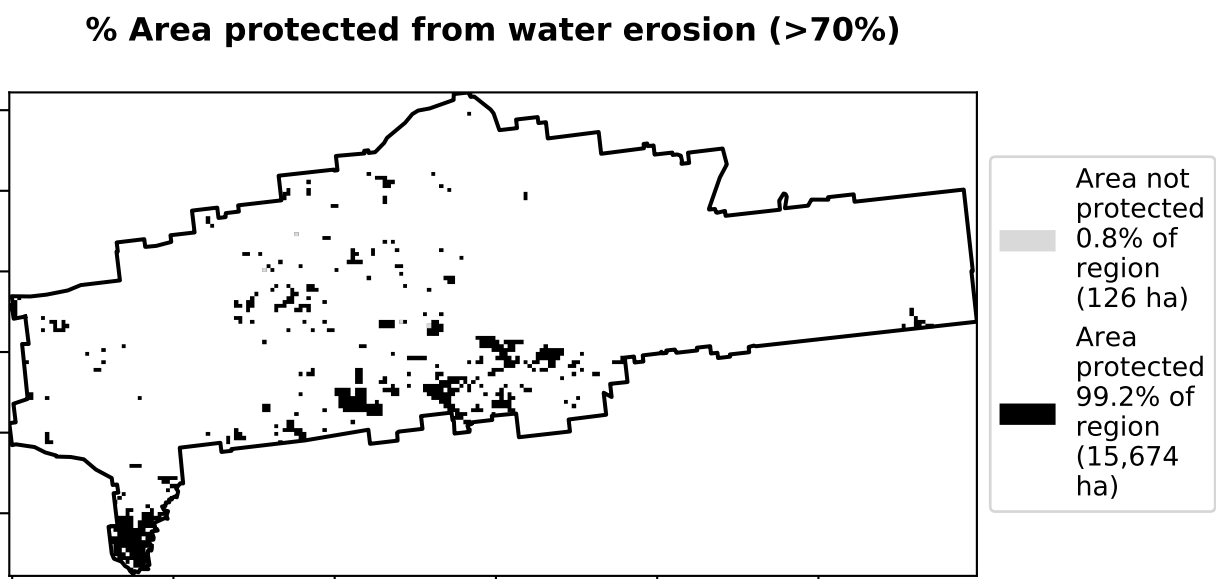 % Area protected from water erosion (>70%)
Area not
protected
0.8% of
region
(126 ha)
Area
protected
99.2% of
region
(15,674
ha)